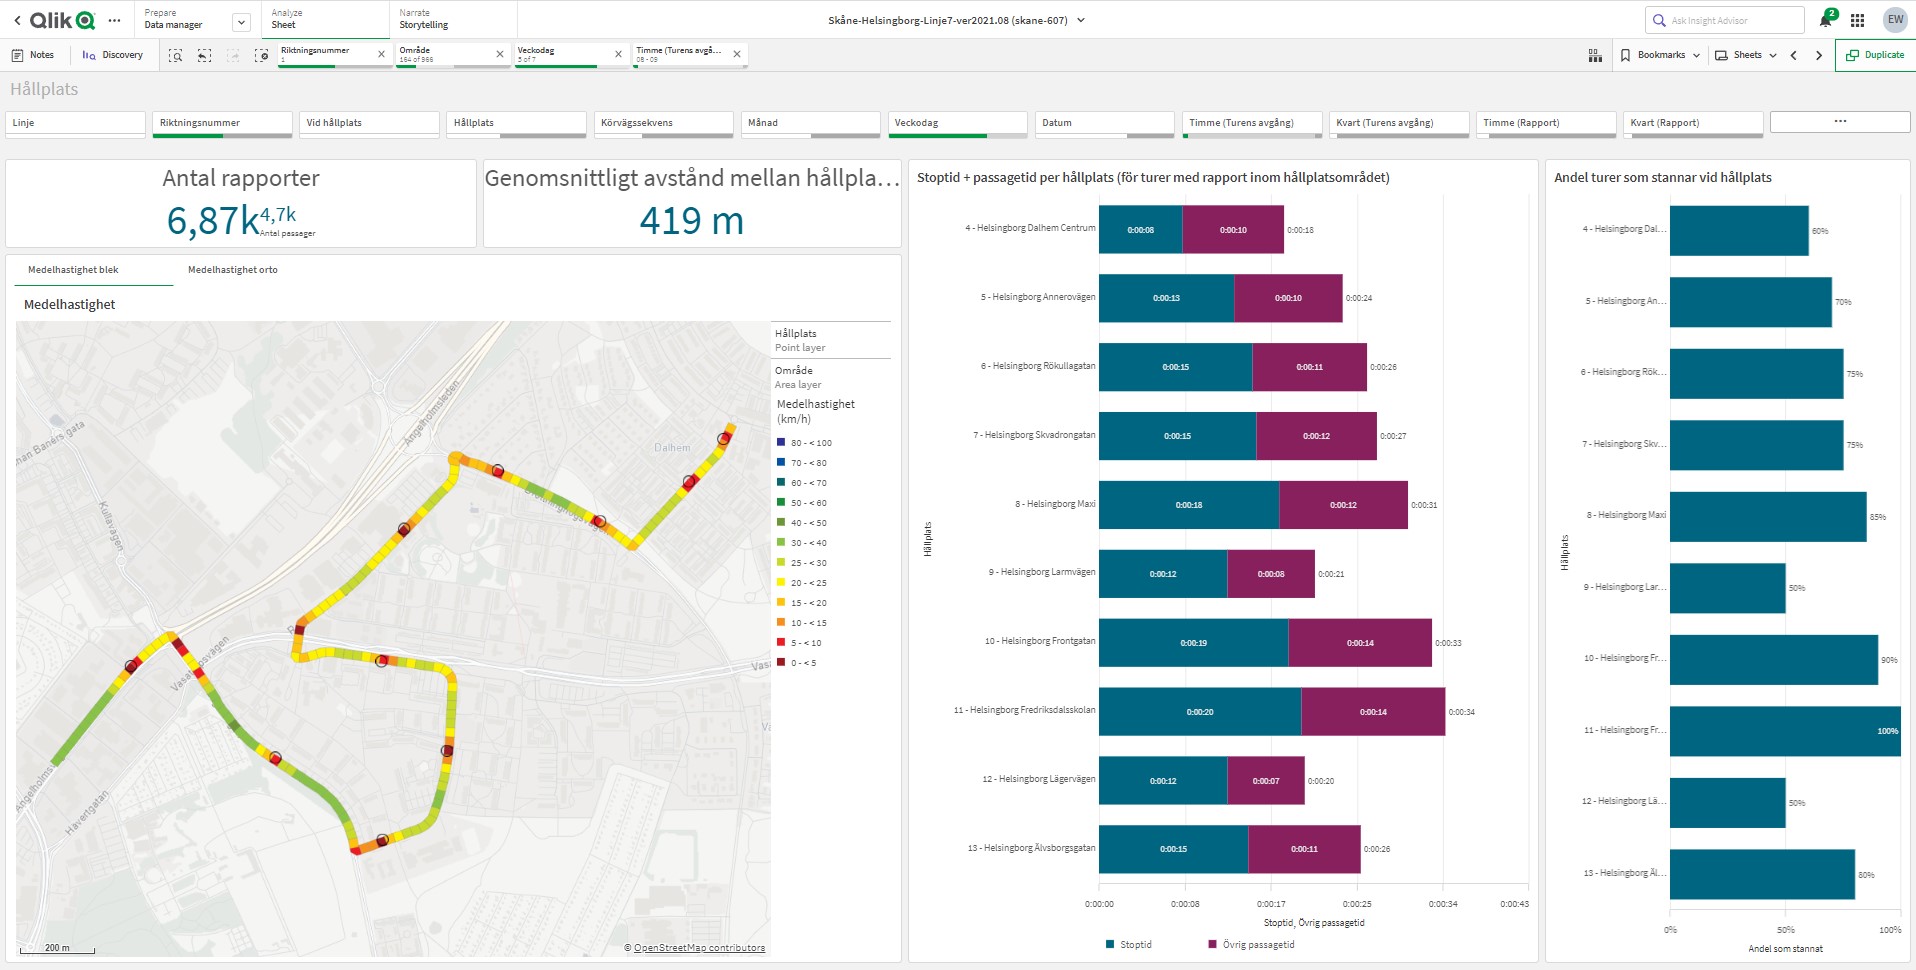 Qlik
Prepare
Data manager
Analyze
Sheet
Narrate
Storytelling
Skåne-Helsingborg-Linje7-ver2021.08 (skane-607)
Ask Insight Advisor
2
EW
Notes
Discovery
Riktningsnummer
1
Område
164 of 366
Veckodag
5 of 7
Timme (Turens avgå...
08 - 09
Bookmarks
Sheets
Duplicate
Hållplats
Linje
Riktningsnummer
Vid hållplats
Hållplats
Körvägssekvens
Månad
Veckodag
Datum
Timme (Turens avgång)
Kvart (Turens avgång)
Timme (Rapport)
Kvart (Rapport)
Antal rapporter
6,87k
4,7k
Antal passager
Genomsnittligt avstånd mellan hållpla...
419 m
Medelhastighet blek
Medelhastighet orto
Medelhastighet
Ängelholmsleden
Dalhem
Kullavägen
Vasatorpsvägen
Hävertgatan
200 m
© OpenStreetMap contributors
Hållplats
Point layer
Område
Area layer
Medelhastighet
(km/h)
80 - < 100
70 - < 80
60 - < 70
50 - < 60
40 - < 50
30 - < 40
25 - < 30
20 - < 25
15 - < 20
10 - < 15
5 - < 10
0 - < 5
Stoptid + passagetid per hållplats (för turer med rapport inom hållplatsområdet)
Hållplats
4 - Helsingborg Dalhem Centrum 0:00:08 0:00:10 0:00:18
5 - Helsingborg Annerovägen 0:00:13 0:00:10 0:00:24
6 - Helsingborg Rökullagatan 0:00:15 0:00:11 0:00:26
7 - Helsingborg Skvadrongatan 0:00:15 0:00:12 0:00:27
8 - Helsingborg Maxi 0:00:18 0:00:12 0:00:31
9 - Helsingborg Larmvägen 0:00:12 0:00:08 0:00:21
10 - Helsingborg Frontgatan 0:00:19 0:00:14 0:00:33
11 - Helsingborg Fredriksdalsskolan 0:00:20 0:00:14 0:00:34
12 - Helsingborg Lägervägen 0:00:12 0:00:07 0:00:20
13 - Helsingborg Älvsborgsgatan 0:00:15 0:00:11 0:00:26
0:00:00 0:00:08 0:00:17 0:00:25 0:00:34 0:00:43
Stoptid, Övrig passagetid
Stoptid
Övrig passagetid
Andel turer som stannar vid hållplats
Hållplats
4 - Helsingborg Dal... 60%
5 - Helsingborg An... 70%
6 - Helsingborg Rök... 75%
7 - Helsingborg Skv... 75%
8 - Helsingborg Maxi 85%
9 - Helsingborg Lar... 50%
10 - Helsingborg Fr... 90%
11 - Helsingborg Fr... 100%
12 - Helsingborg Lä... 50%
13 - Helsingborg Äl... 80%
0% 50% 100%
Andel som stannat